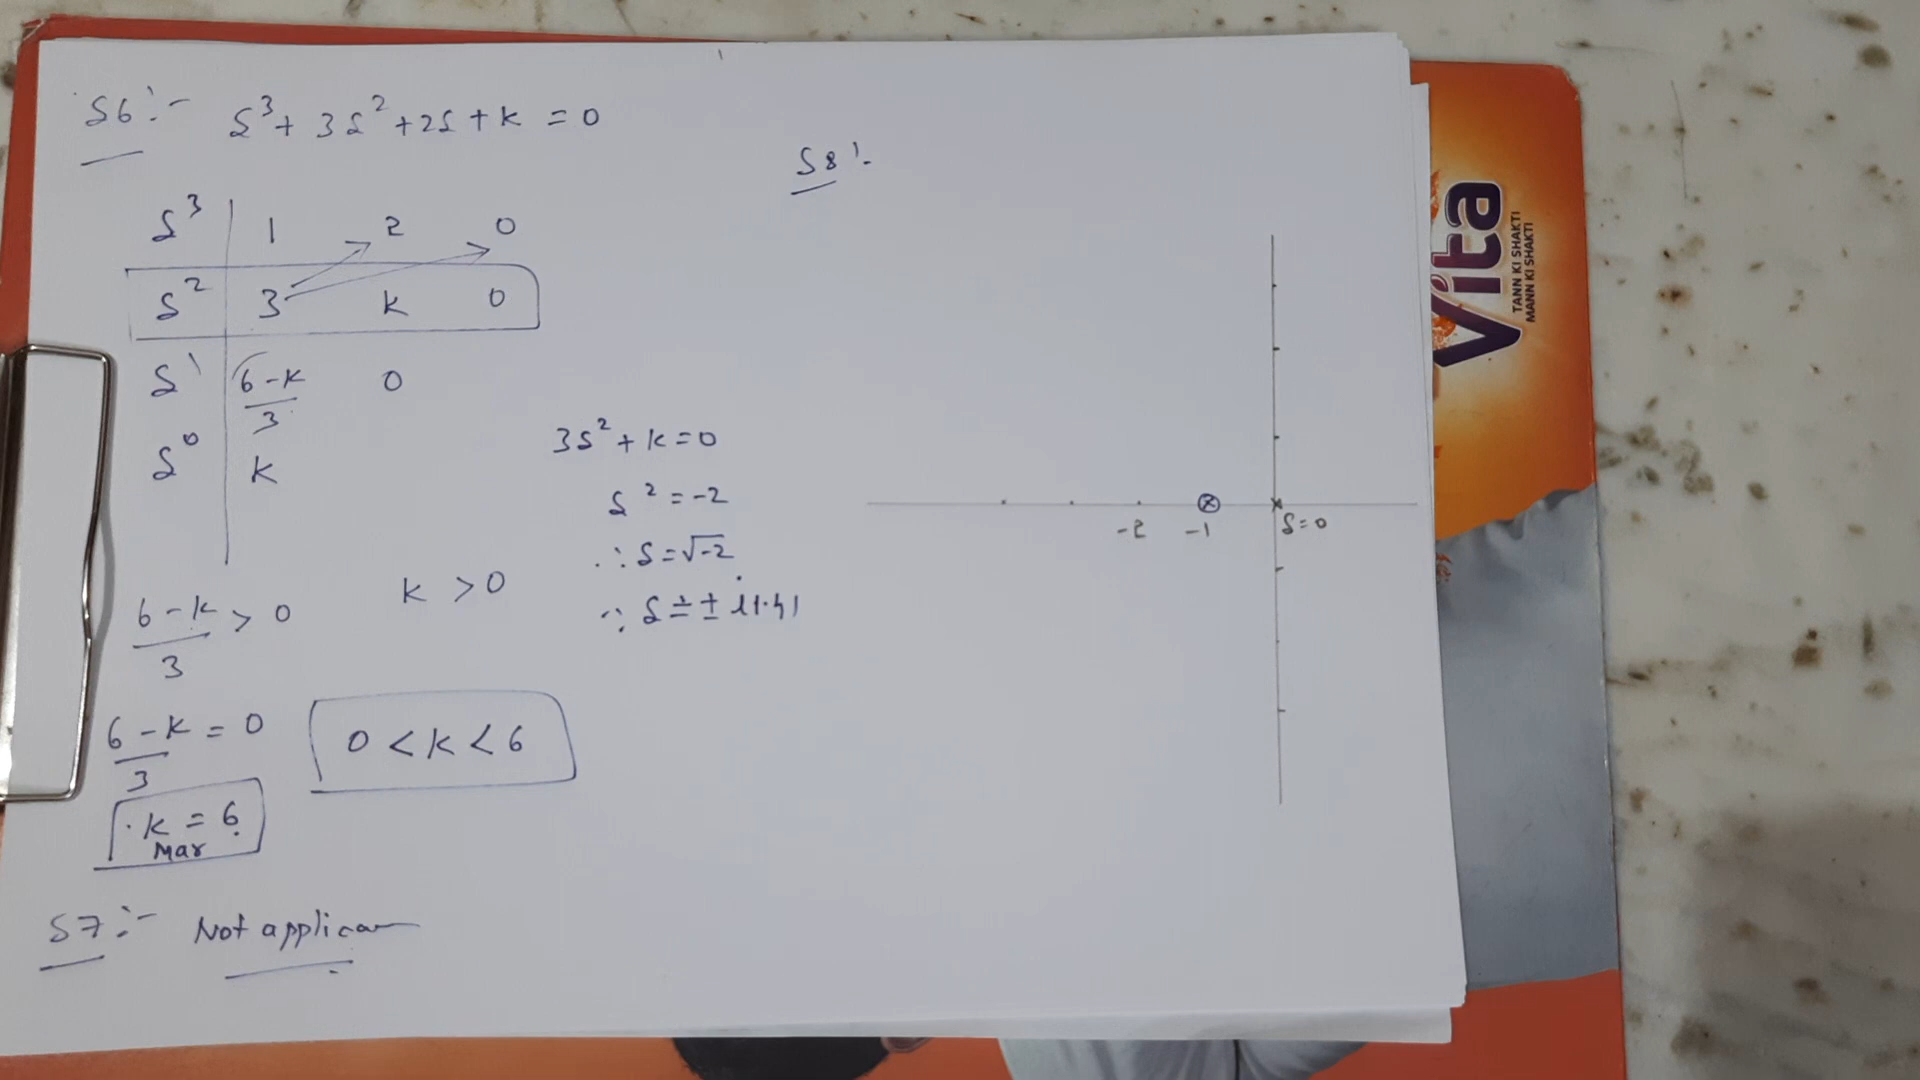 S6:- S³ + 3S² + 2S + K = 0
S³ 1 2 0
S² 3 K 0
S¹ 6-K/3 0
S⁰ K
6-K/3 > 0
K > 0
6-K/3 = 0
K = 6
Mar
0 < K < 6
3S² + K = 0
S² = -2
∴ S = √-2
∴ S = ± j1.41
S7:- Not applican
S8:-
-2 -1 S=0
Vita
TANN KI SHAKTI
MANN KI SHAKTI